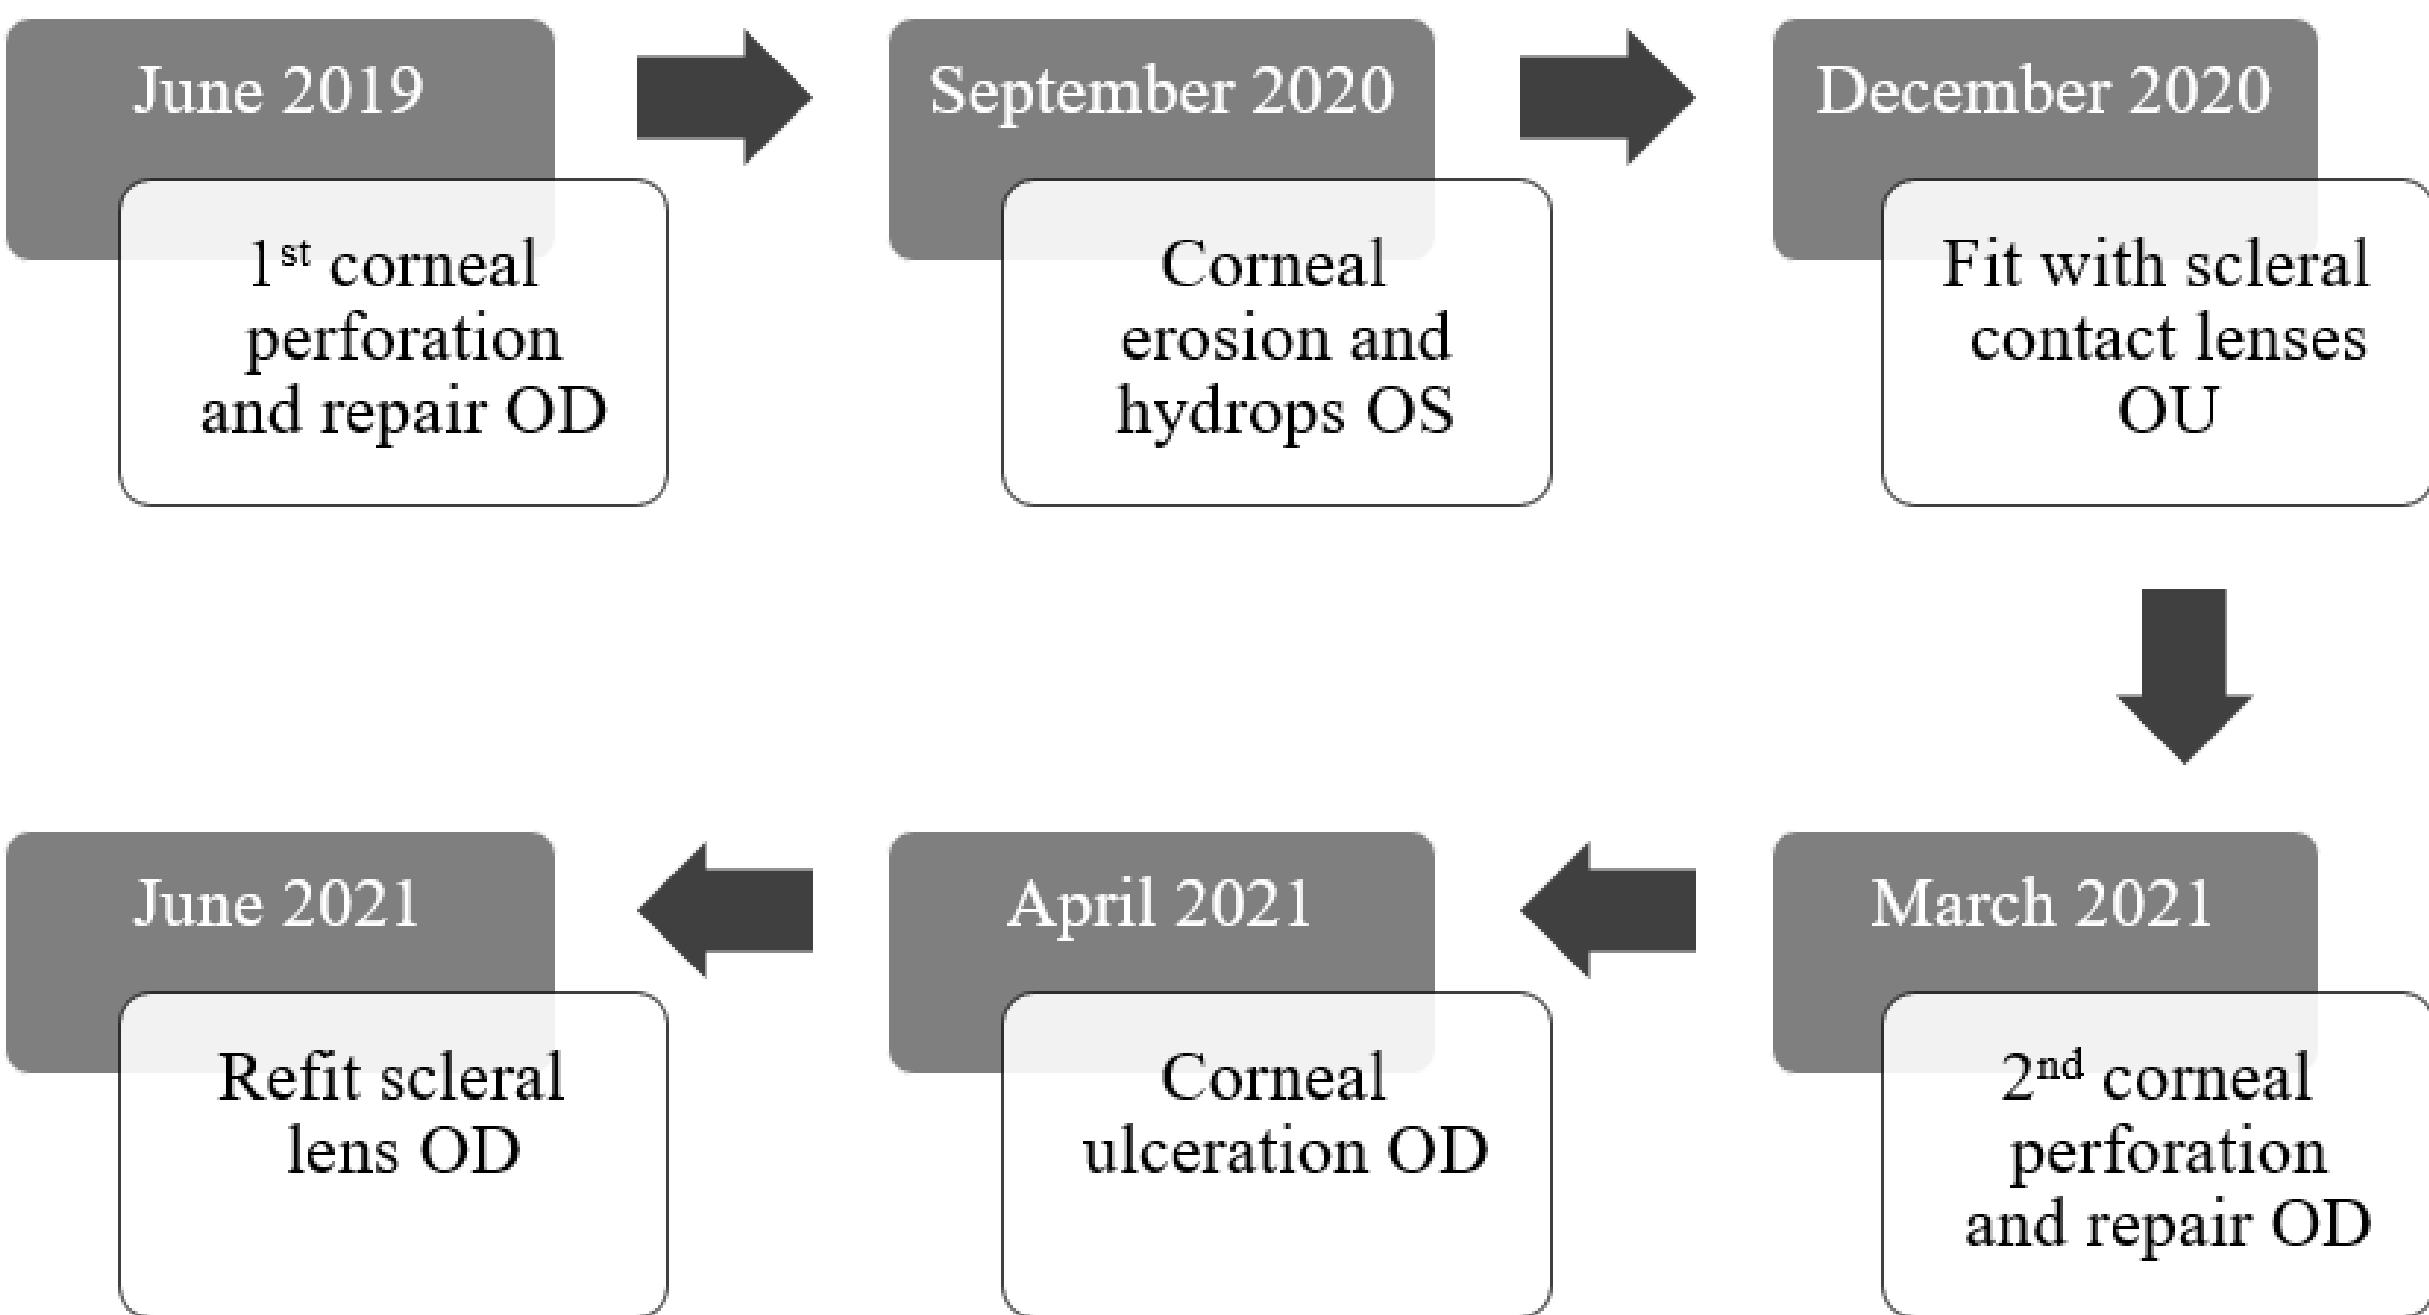 June 2019
1st corneal
perforation
and repair OD
September 2020
Corneal
erosion and
hydrops OS
December 2020
Fit with scleral
contact lenses
OU
March 2021
2nd corneal
perforation
and repair OD
April 2021
Corneal
ulceration OD
June 2021
Refit scleral
lens OD